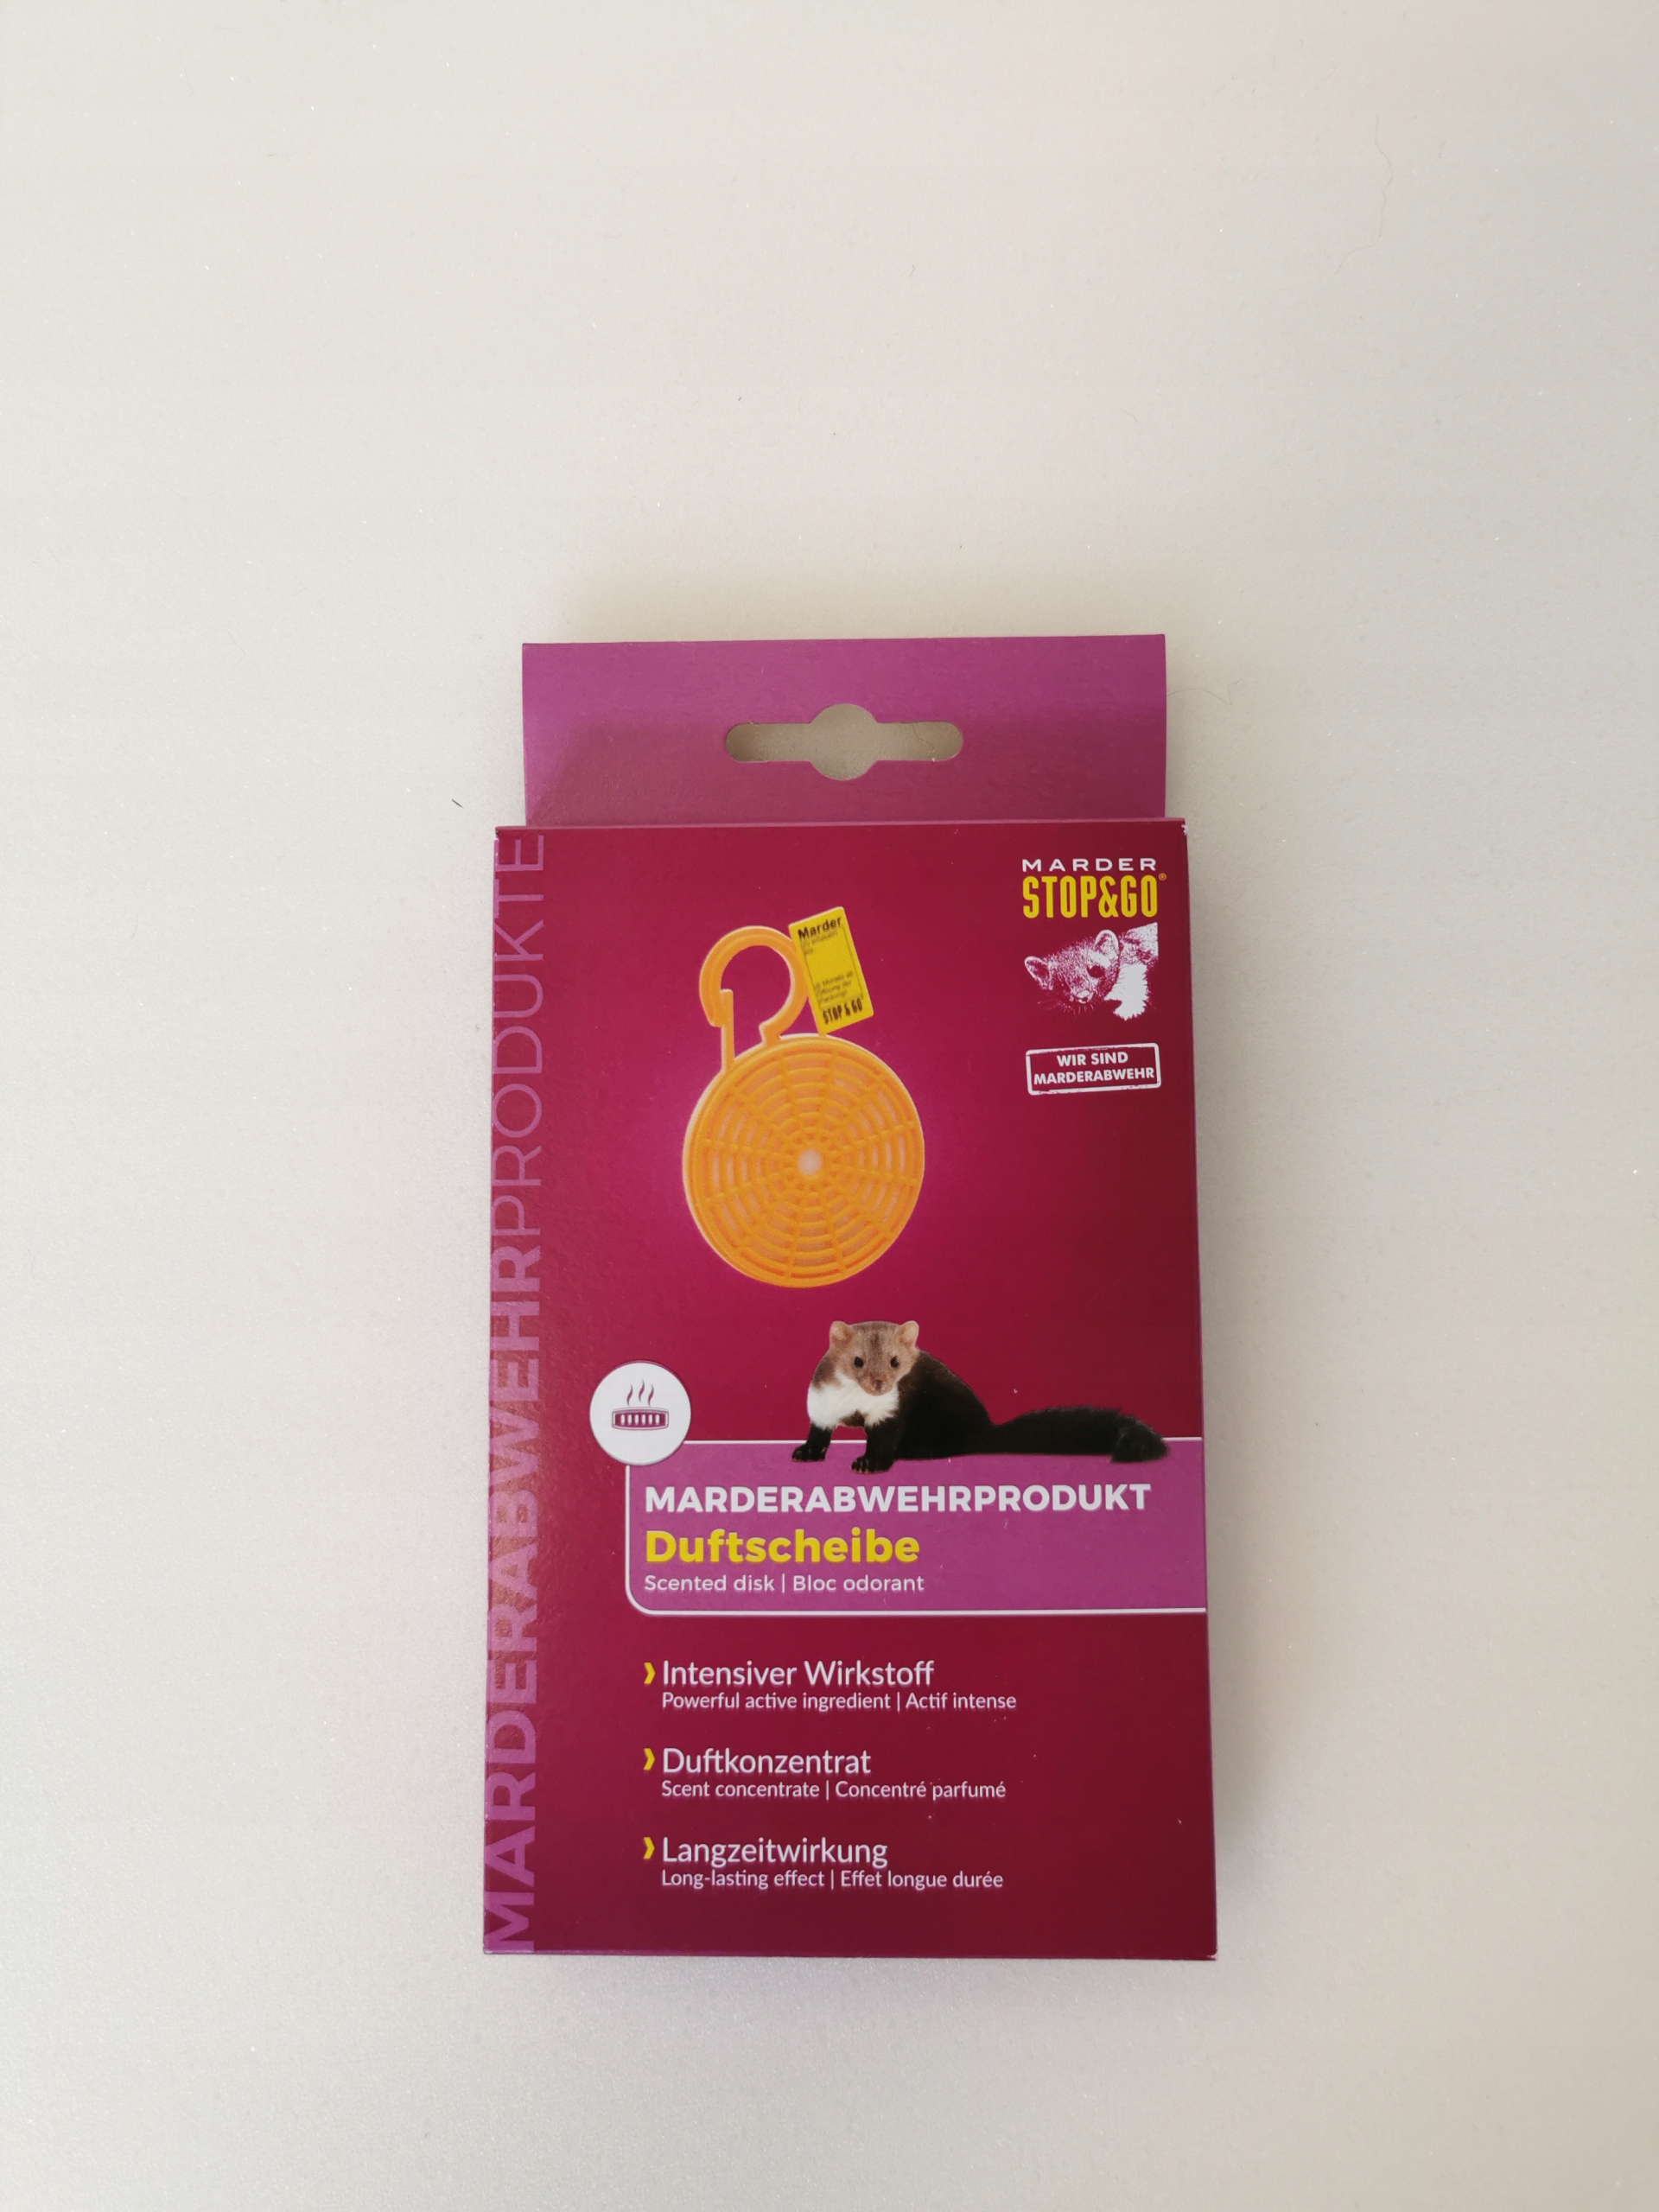 MARDERABWEHRPRODUKTE
MARDER
STOP&GO®
WIR SIND
MARDERABWEHR
Marder
STOP & GO
MARDERABWEHRPRODUKT
Duftscheibe
Scented disk | Bloc odorant
Intensiver Wirkstoff
Powerful active ingredient | Actif intense
Duftkonzentrat
Scent concentrate | Concentré parfumé
Langzeitwirkung
Long-lasting effect | Effet longue durée